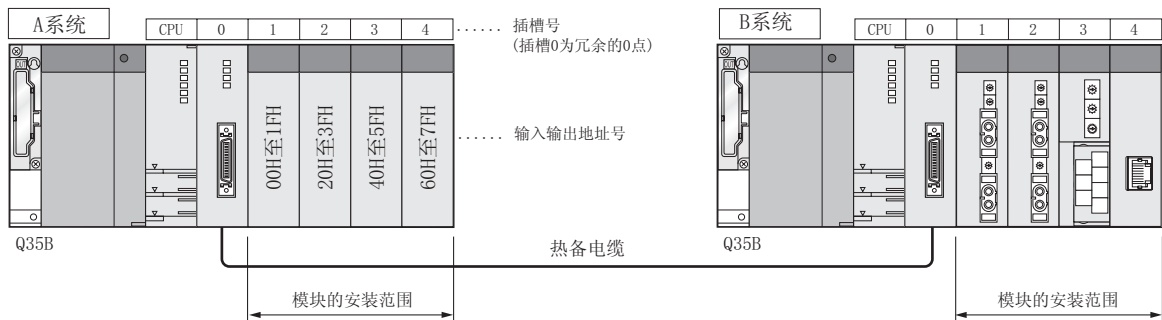 A系统
CPU 0 1 2 3 4 ...... 插槽号
(插槽0为冗余的0点)
OUT
00H至1FH
20H至3FH
40H至5FH
60H至7FH
...... 输入输出地址号
Q35B
模块的安装范围
热备电缆
B系统
CPU 0 1 2 3 4
OUT
Q35B
模块的安装范围